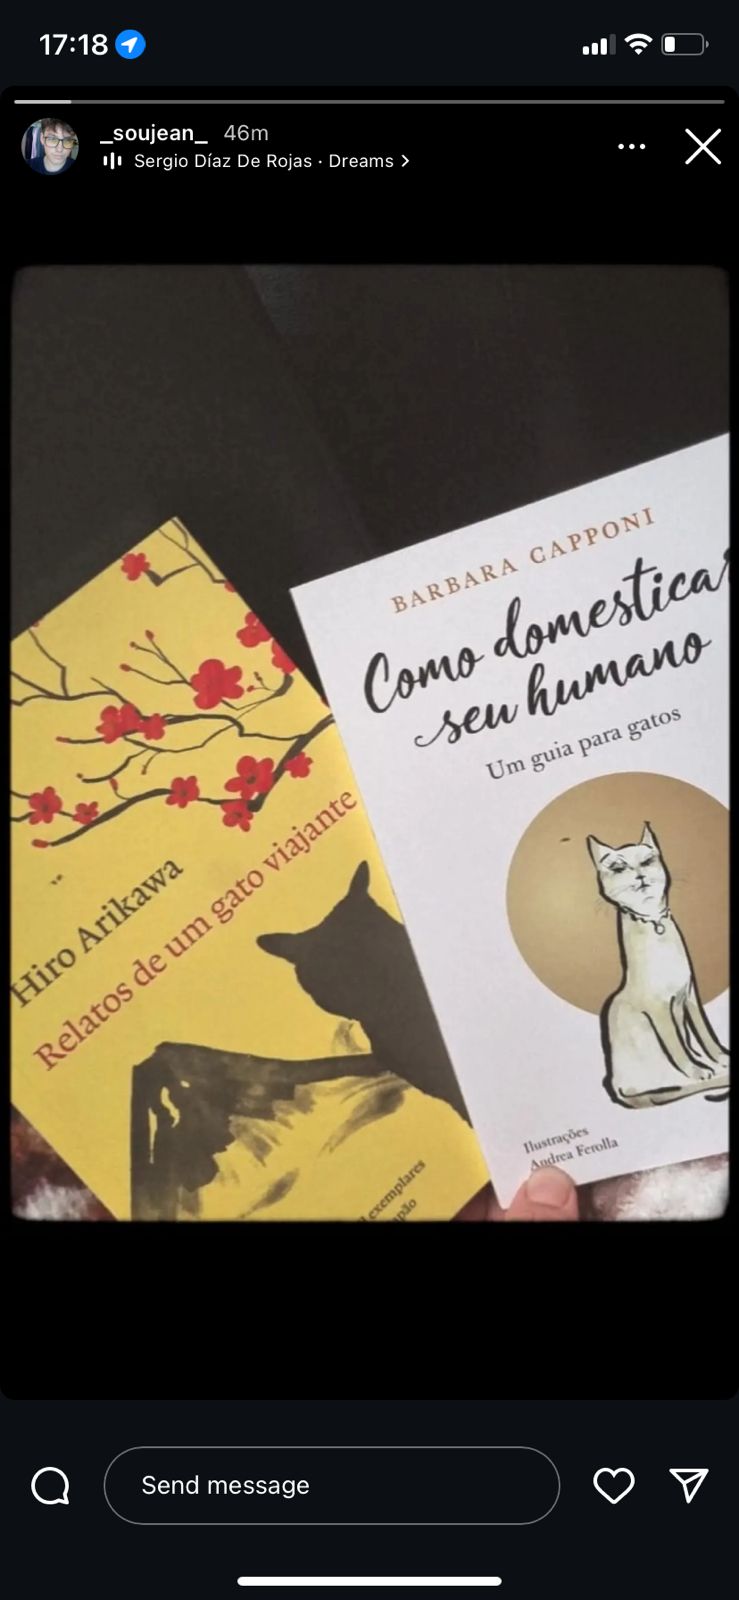 17:18
_soujean_ 46m
Sergio Díaz De Rojas · Dreams
BARBARA CAPPONI
Como domesticar
seu humano
Um guia para gatos
Ilustrações
Andrea Ferolla
Hiro Arikawa
Relatos de um gato viajante
exemplares
Send message